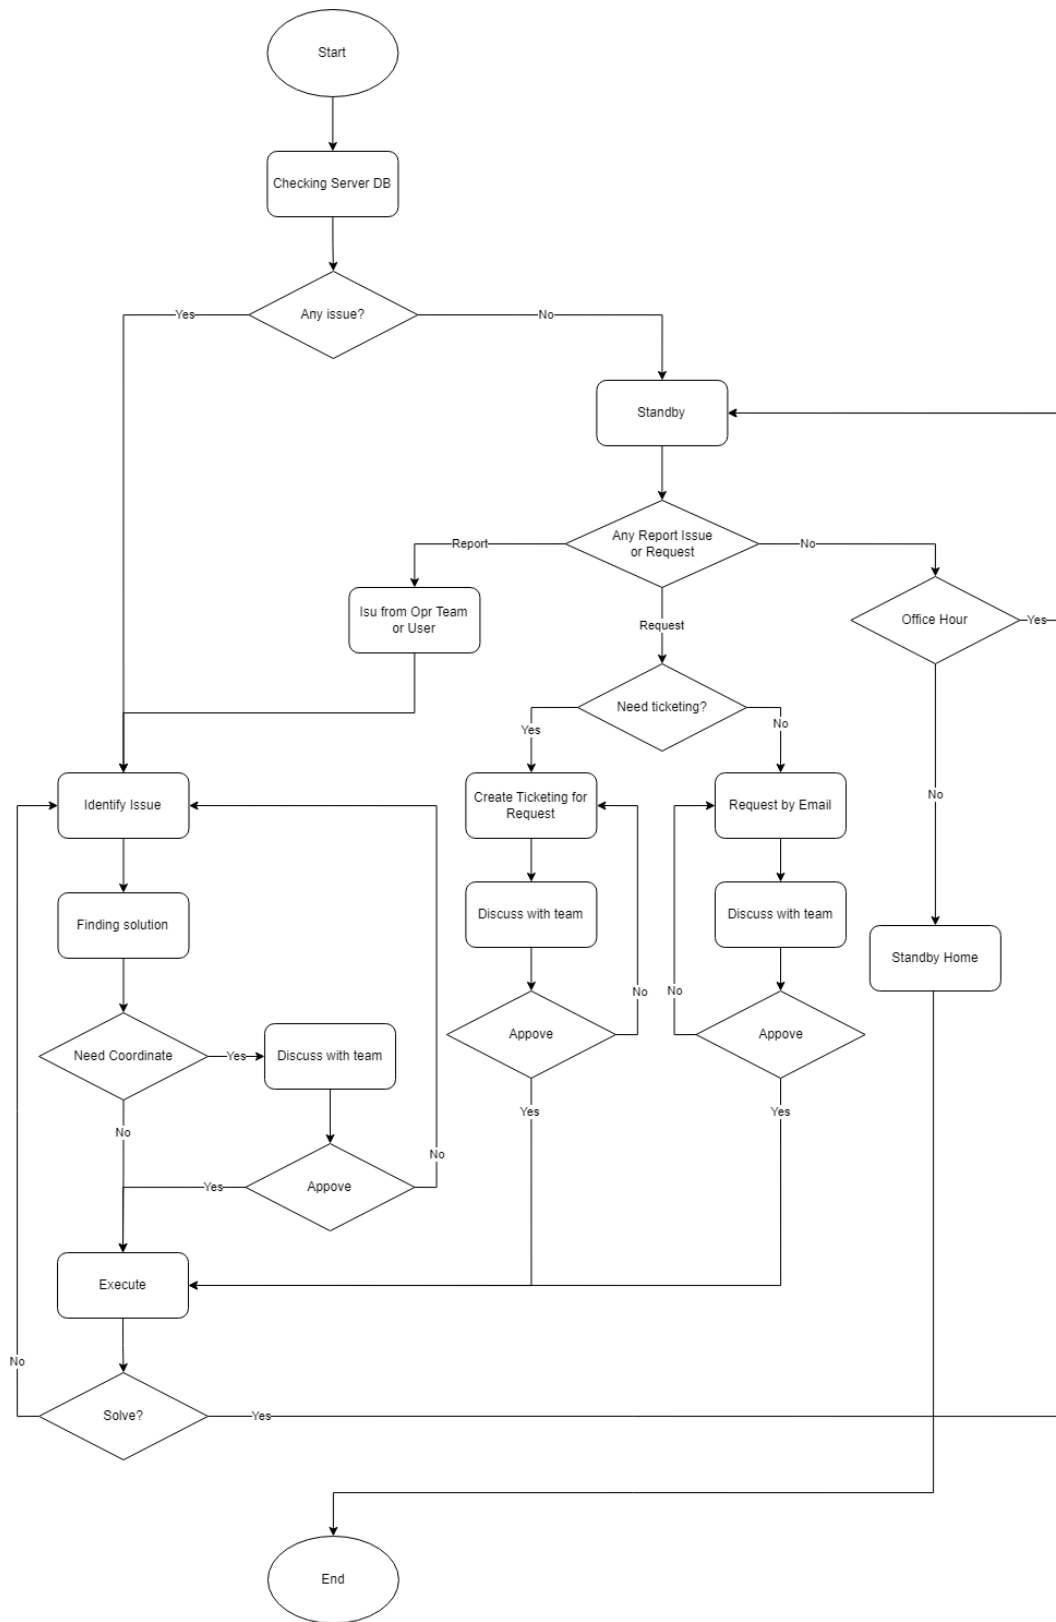 Start
Checking Server DB
Any issue?
Yes
No
Standby
Any Report Issue
or Request
Report
No
Isu from Opr Team
or User
Request
Office Hour
Yes
Need ticketing?
Yes
No
Identify Issue
Create Ticketing for
Request
Request by Email
No
Finding solution
Discuss with team
Discuss with team
Standby Home
No
No
Appove
Appove
Need Coordinate
Yes
Discuss with team
Yes
Yes
No
No
Yes
Appove
Execute
No
Solve?
Yes
End